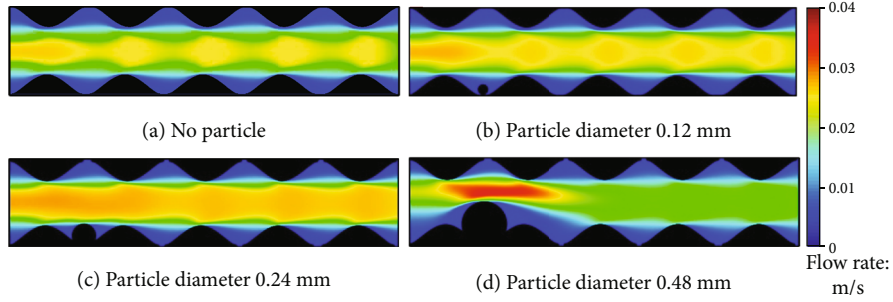 (a) No particle
(b) Particle diameter 0.12 mm
(c) Particle diameter 0.24 mm
(d) Particle diameter 0.48 mm
0.04
0.03
0.02
0.01
0
Flow rate:
m/s